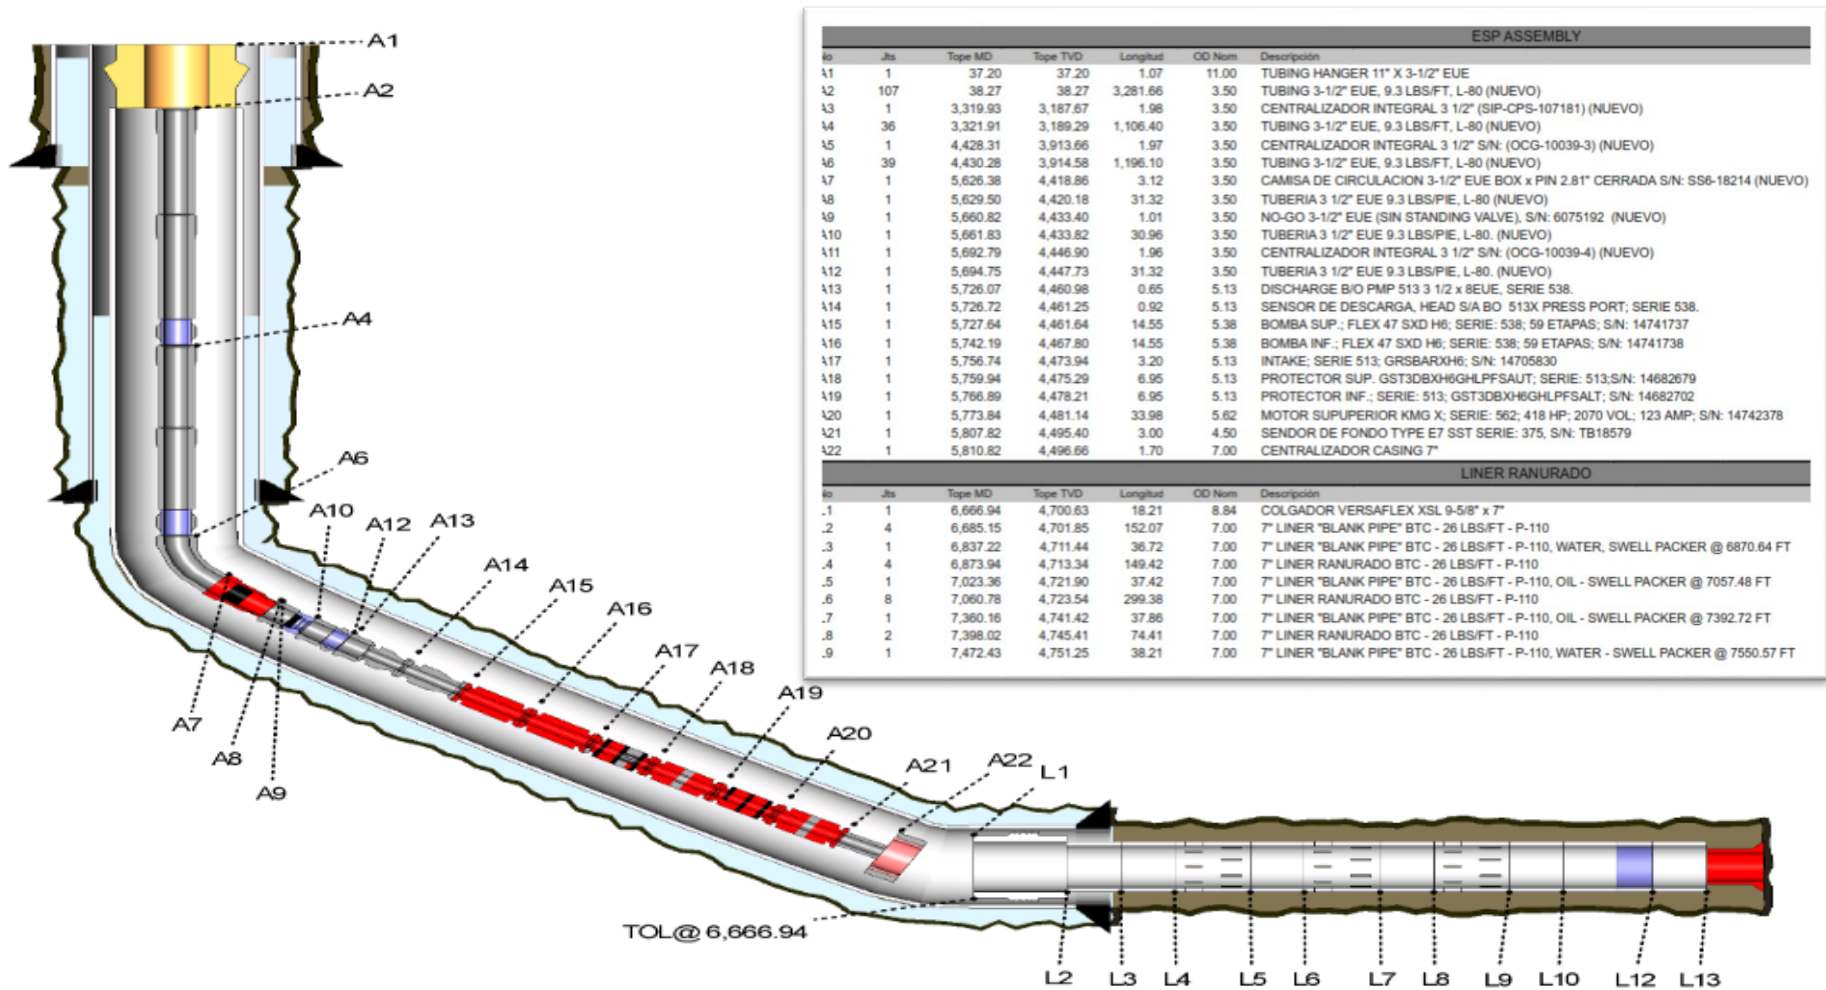 ESP ASSEMBLY
No Jts Tope MD Tope TVD Longitud OD Nom Descripción
A1 1 37.20 37.20 1.07 11.00 TUBING HANGER 11" X 3-1/2" EUE
A2 107 38.27 38.27 3,281.66 3.50 TUBING 3-1/2" EUE, 9.3 LBS/FT, L-80 (NUEVO)
A3 1 3,319.93 3,187.67 1.98 3.50 CENTRALIZADOR INTEGRAL 3 1/2" (SIP-CPS-107181) (NUEVO)
A4 36 3,321.91 3,189.29 1,106.40 3.50 TUBING 3-1/2" EUE, 9.3 LBS/FT, L-80 (NUEVO)
A5 1 4,428.31 3,913.66 1.97 3.50 CENTRALIZADOR INTEGRAL 3 1/2" S/N: (OCG-10039-3) (NUEVO)
A6 39 4,430.28 3,914.58 1,196.10 3.50 TUBING 3-1/2" EUE, 9.3 LBS/FT, L-80 (NUEVO)
A7 1 5,626.38 4,418.86 3.12 3.50 CAMISA DE CIRCULACION 3-1/2" EUE BOX x PIN 2.81" CERRADA S/N: SS6-18214 (NUEVO)
A8 1 5,629.50 4,420.18 31.32 3.50 TUBERIA 3 1/2" EUE 9.3 LBS/PIE, L-80 (NUEVO)
A9 1 5,660.82 4,433.40 1.01 3.50 NO-GO 3-1/2" EUE (SIN STANDING VALVE), S/N: 6075192 (NUEVO)
A10 1 5,661.83 4,433.82 30.96 3.50 TUBERIA 3 1/2" EUE 9.3 LBS/PIE, L-80. (NUEVO)
A11 1 5,692.79 4,446.90 1.96 3.50 CENTRALIZADOR INTEGRAL 3 1/2" S/N: (OCG-10039-4) (NUEVO)
A12 1 5,694.75 4,447.73 31.32 3.50 TUBERIA 3 1/2" EUE 9.3 LBS/PIE, L-80. (NUEVO)
A13 1 5,726.07 4,460.98 0.65 5.13 DISCHARGE B/O PMP 513 3 1/2 x 8EUE, SERIE 538.
A14 1 5,726.72 4,461.25 0.92 5.13 SENSOR DE DESCARGA, HEAD S/A BO 513X PRESS PORT; SERIE 538.
A15 1 5,727.64 4,461.64 14.55 5.38 BOMBA SUP.; FLEX 47 SXD H6; SERIE: 538; 59 ETAPAS; S/N: 14741737
A16 1 5,742.19 4,467.80 14.55 5.38 BOMBA INF.; FLEX 47 SXD H6; SERIE: 538; 59 ETAPAS; S/N: 14741738
A17 1 5,756.74 4,473.94 3.20 5.13 INTAKE; SERIE 513; GRSBARXH6; S/N: 14705830
A18 1 5,759.94 4,475.29 6.95 5.13 PROTECTOR SUP. GST3DBXH6GHLPFSAUT; SERIE: 513;S/N: 14682679
A19 1 5,766.89 4,478.21 6.95 5.13 PROTECTOR INF.; SERIE: 513; GST3DBXH6GHLPFSALT; S/N: 14682702
A20 1 5,773.84 4,481.14 33.98 5.62 MOTOR SUPUPERIOR KMG X; SERIE: 562; 418 HP; 2070 VOL; 123 AMP; S/N: 14742378
A21 1 5,807.82 4,495.40 3.00 4.50 SENDOR DE FONDO TYPE E7 SST SERIE: 375, S/N: TB18579
A22 1 5,810.82 4,496.66 1.70 7.00 CENTRALIZADOR CASING 7"
LINER RANURADO
No Jts Tope MD Tope TVD Longitud OD Nom Descripción
.1 1 6,666.94 4,700.63 18.21 8.84 COLGADOR VERSAFLEX XSL 9-5/8" x 7"
.2 4 6,685.15 4,701.85 152.07 7.00 7" LINER "BLANK PIPE" BTC - 26 LBS/FT - P-110
.3 1 6,837.22 4,711.44 36.72 7.00 7" LINER "BLANK PIPE" BTC - 26 LBS/FT - P-110, WATER, SWELL PACKER @ 6870.64 FT
.4 4 6,873.94 4,713.34 149.42 7.00 7" LINER RANURADO BTC - 26 LBS/FT - P-110
.5 1 7,023.36 4,721.90 37.42 7.00 7" LINER "BLANK PIPE" BTC - 26 LBS/FT - P-110, OIL - SWELL PACKER @ 7057.48 FT
.6 8 7,060.78 4,723.54 299.38 7.00 7" LINER RANURADO BTC - 26 LBS/FT - P-110
.7 1 7,360.16 4,741.42 37.86 7.00 7" LINER "BLANK PIPE" BTC - 26 LBS/FT - P-110, OIL - SWELL PACKER @ 7392.72 FT
.8 2 7,398.02 4,745.41 74.41 7.00 7" LINER RANURADO BTC - 26 LBS/FT - P-110
.9 1 7,472.43 4,751.25 38.21 7.00 7" LINER "BLANK PIPE" BTC - 26 LBS/FT - P-110, WATER - SWELL PACKER @ 7550.57 FT
A1
A2
A4
A6
A10
A12
A13
A14
A15
A16
A17
A18
A19
A20
A21
A22
L1
A7
A8
A9
TOL@ 6,666.94
L2
L3
L4
L5
L6
L7
L8
L9
L10
L12
L13